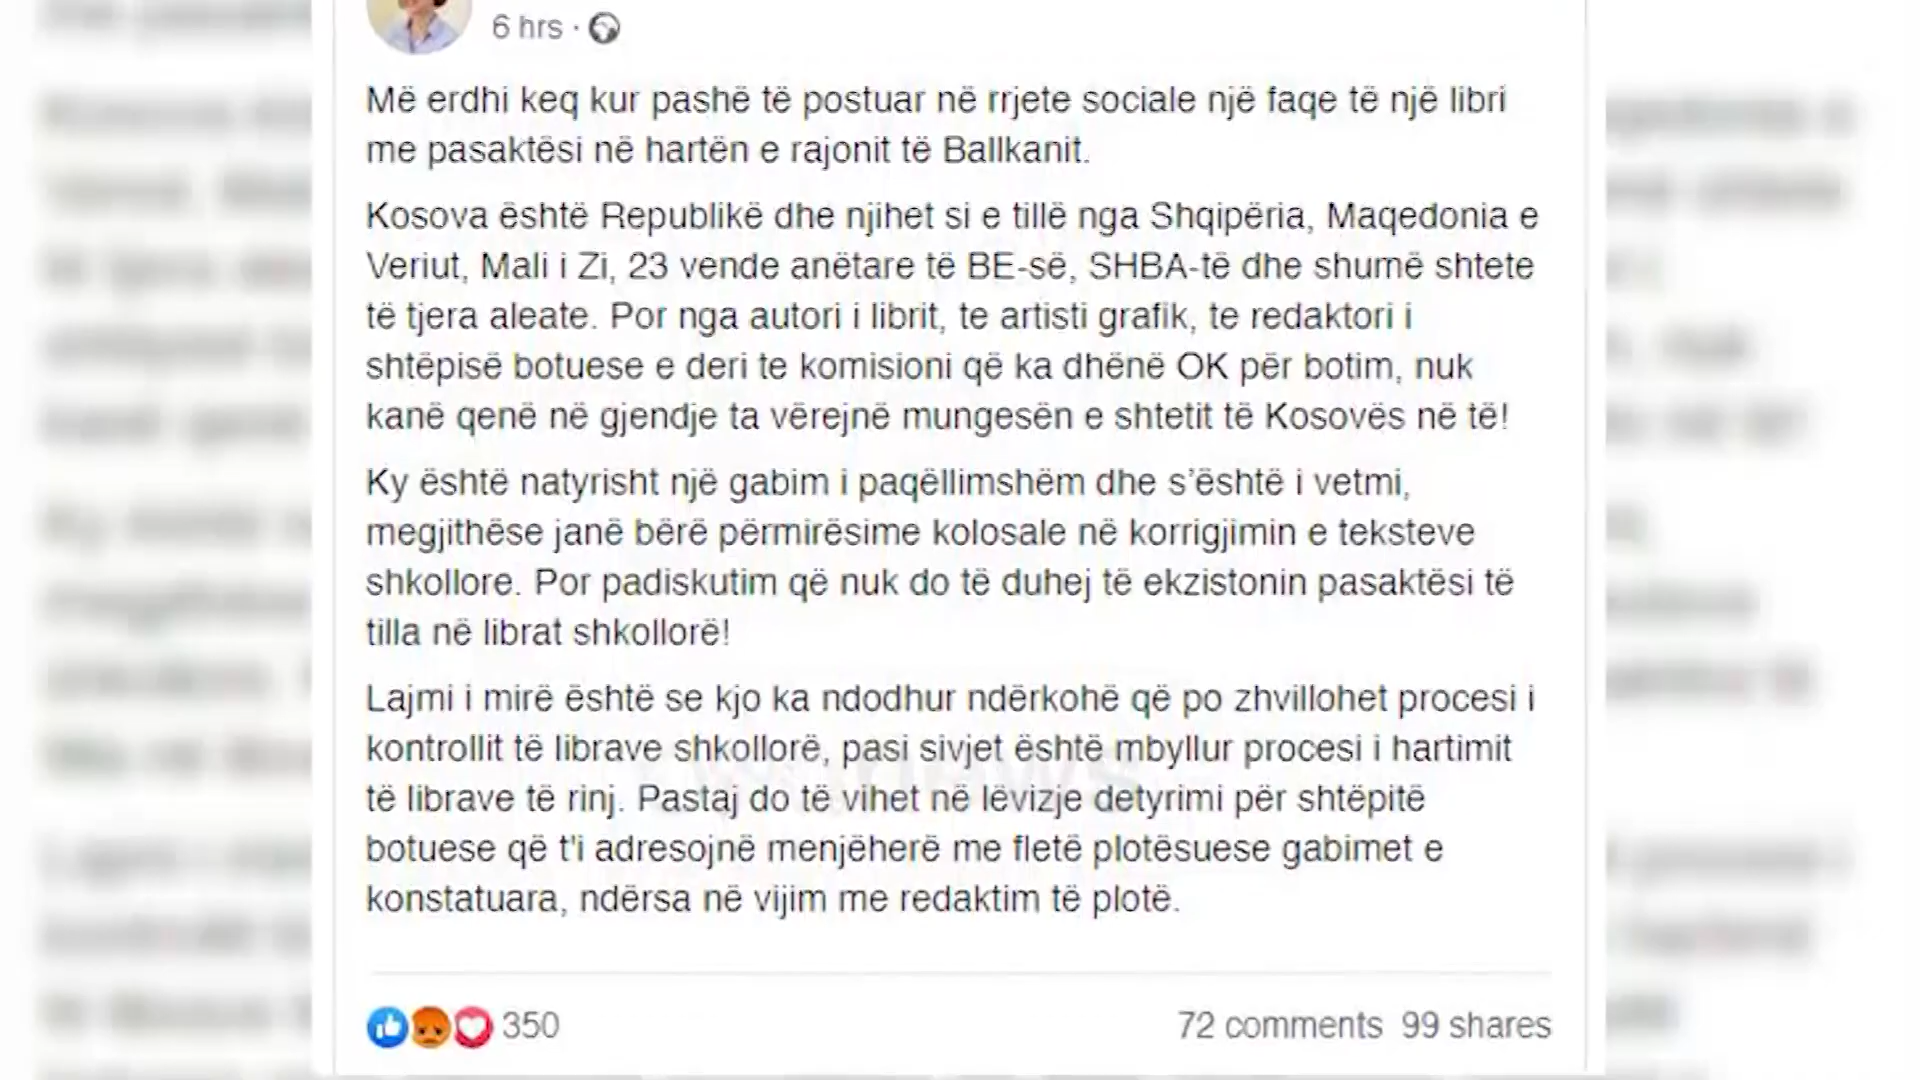 6 hrs ·
Më erdhi keq kur pashë të postuar në rrjete sociale një faqe të një libri
me pasaktësi në hartën e rajonit të Ballkanit.
Kosova është Republikë dhe njihet si e tillë nga Shqipëria, Maqedonia e
Veriut, Mali i Zi, 23 vende anëtare të BE-së, SHBA-të dhe shumë shtete
të tjera aleate. Por nga autori i librit, te artisti grafik, te redaktori i
shtëpisë botuese e deri te komisioni që ka dhënë OK për botim, nuk
kanë qenë në gjendje ta vërejnë mungesën e shtetit të Kosovës në të!
Ky është natyrisht një gabim i paqëllimshëm dhe s'është i vetmi,
megjithëse janë bërë përmirësime kolosale në korrigjimin e teksteve
shkollore. Por padiskutim që nuk do të duhej të ekzistonin pasaktësi të
tilla në librat shkollorë!
Lajmi i mirë është se kjo ka ndodhur ndërkohë që po zhvillohet procesi i
kontrollit të librave shkollorë, pasi sivjet është mbyllur procesi i hartimit
të librave të rinj. Pastaj do të vihet në lëvizje detyrimi për shtëpitë
botuese që t'i adresojnë menjëherë me fletë plotësuese gabimet e
konstatuara, ndërsa në vijim me redaktim të plotë.
350
72 comments 99 shares